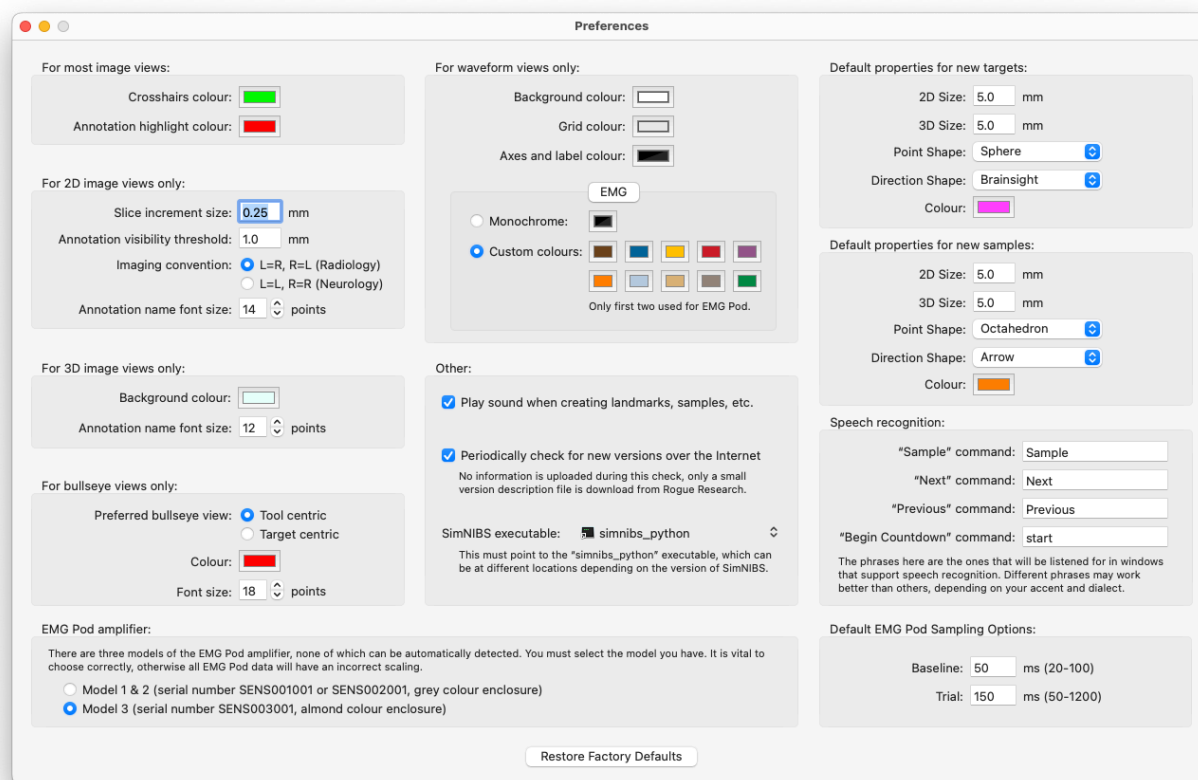 Preferences
For most image views:
Crosshairs colour:
Annotation highlight colour:
For 2D image views only:
Slice increment size: 0.25 mm
Annotation visibility threshold: 1.0 mm
Imaging convention: L=R, R=L (Radiology)
L=L, R=R (Neurology)
Annotation name font size: 14 points
For 3D image views only:
Background colour:
Annotation name font size: 12 points
For bullseye views only:
Preferred bullseye view: Tool centric
Target centric
Colour:
Font size: 18 points
For waveform views only:
Background colour:
Grid colour:
Axes and label colour:
EMG
Monochrome:
Custom colours:
Only first two used for EMG Pod.
Other:
Play sound when creating landmarks, samples, etc.
Periodically check for new versions over the Internet
No information is uploaded during this check, only a small
version description file is download from Rogue Research.
SimNIBS executable: simnibs_python
This must point to the “simnibs_python” executable, which can
be at different locations depending on the version of SimNIBS.
Default properties for new targets:
2D Size: 5.0 mm
3D Size: 5.0 mm
Point Shape: Sphere
Direction Shape: Brainsight
Colour:
Default properties for new samples:
2D Size: 5.0 mm
3D Size: 5.0 mm
Point Shape: Octahedron
Direction Shape: Arrow
Colour:
Speech recognition:
“Sample” command: Sample
“Next” command: Next
“Previous” command: Previous
“Begin Countdown” command: start
The phrases here are the ones that will be listened for in windows
that support speech recognition. Different phrases may work
better than others, depending on your accent and dialect.
EMG Pod amplifier:
There are three models of the EMG Pod amplifier, none of which can be automatically detected. You must select the model you have. It is vital to
choose correctly, otherwise all EMG Pod data will have an incorrect scaling.
Model 1 & 2 (serial number SENS001001 or SENS002001, grey colour enclosure)
Model 3 (serial number SENS003001, almond colour enclosure)
Default EMG Pod Sampling Options:
Baseline: 50 ms (20-100)
Trial: 150 ms (50-1200)
Restore Factory Defaults